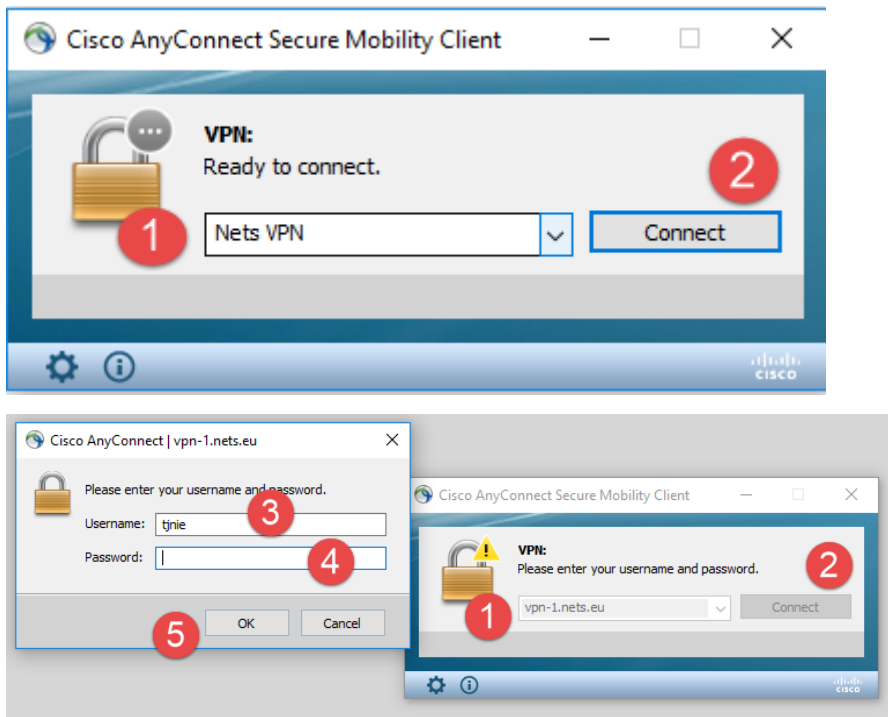 Cisco AnyConnect Secure Mobility Client
VPN:
Ready to connect.
2
1
Nets VPN
Connect
cisco
Cisco AnyConnect | vpn-1.nets.eu
Please enter your username and password.
3
Username: tjnie
Password:
4
5
OK
Cancel
Cisco AnyConnect Secure Mobility Client
VPN:
Please enter your username and password.
2
1
vpn-1.nets.eu
Connect
cisco